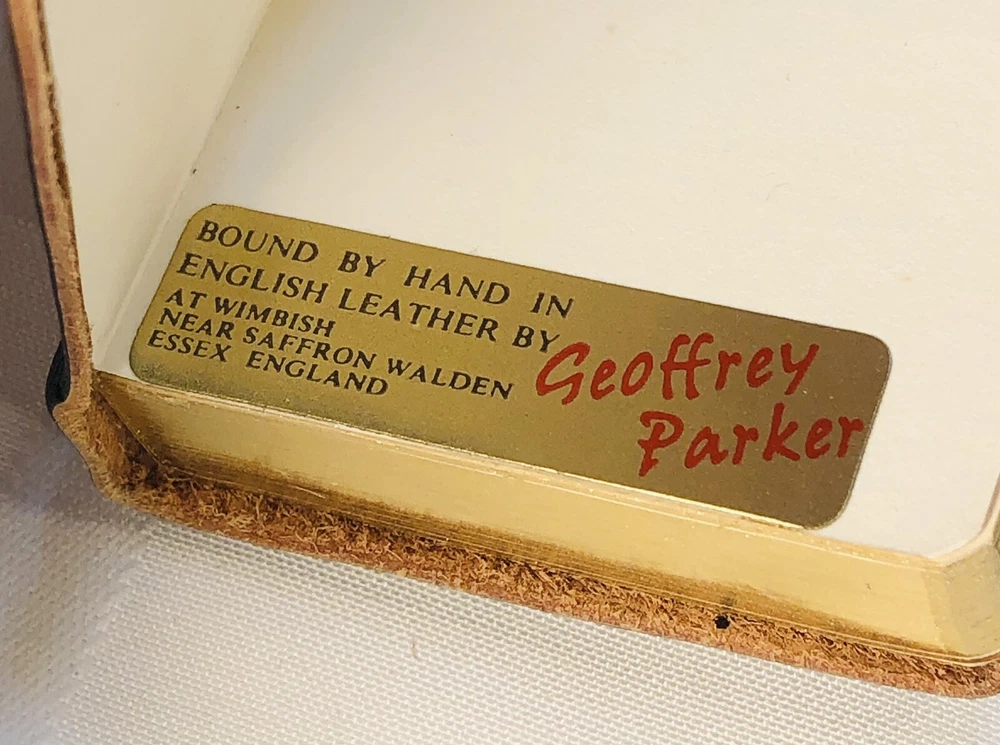 BOUND BY HAND IN
ENGLISH LEATHER BY
AT WIMBISH
NEAR SAFFRON WALDEN
ESSEX ENGLAND
Geoffrey
Parker